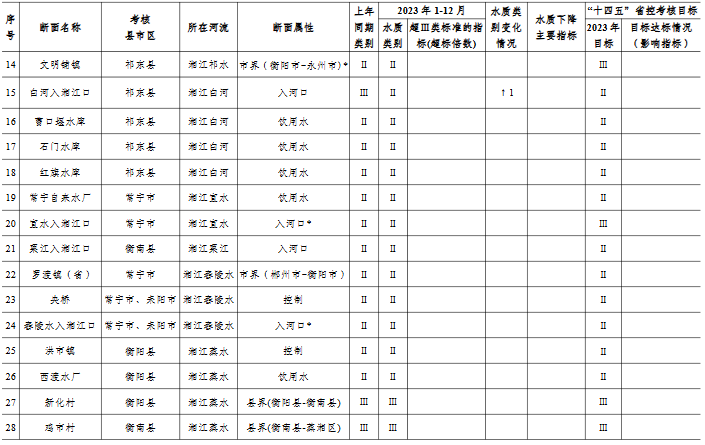 序号 断面名称 考核县市区 所在河流 断面属性 上年同期类别 2023 年 1-12 月 水质类别变化情况 水质下降主要指标 “十四五”省控考核目标
水质类别 超Ⅲ类标准的指标(超标倍数) 2023 年目标 目标达标情况（影响指标）
14 文明铺镇 祁东县 湘江祁水 市界（衡阳市-永州市）* Ⅱ Ⅱ Ⅲ
15 白河入湘江口 祁东县 湘江白河 入河口 Ⅲ Ⅱ ↑1 Ⅱ
16 曹口堰水库 祁东县 湘江白河 饮用水 Ⅱ Ⅱ Ⅱ
17 石门水库 祁东县 湘江白河 饮用水 Ⅱ Ⅱ Ⅱ
18 红旗水库 祁东县 湘江白河 饮用水 Ⅱ Ⅱ Ⅱ
19 常宁自来水厂 常宁市 湘江宜水 饮用水 Ⅱ Ⅱ Ⅱ
20 宜水入湘江口 常宁市 湘江宜水 入河口* Ⅱ Ⅱ Ⅲ
21 粟江入湘江口 衡南县 湘江粟江 入河口 Ⅱ Ⅱ Ⅱ
22 罗渡镇（省） 常宁市 湘江舂陵水 市界（郴州市-衡阳市） Ⅱ Ⅱ Ⅱ
23 央桥 常宁市、耒阳市 湘江舂陵水 控制 Ⅱ Ⅱ Ⅱ
24 舂陵水入湘江口 常宁市、耒阳市 湘江舂陵水 入河口* Ⅱ Ⅱ Ⅱ
25 洪市镇 衡阳县 湘江蒸水 控制 Ⅱ Ⅱ Ⅱ
26 西渡水厂 衡阳县 湘江蒸水 饮用水 Ⅱ Ⅱ Ⅱ
27 新化村 衡阳县 湘江蒸水 县界(衡阳县-衡南县) Ⅲ Ⅲ Ⅲ
28 鸡市村 衡南县 湘江蒸水 县界(衡南县-蒸湘区) Ⅲ Ⅲ Ⅲ